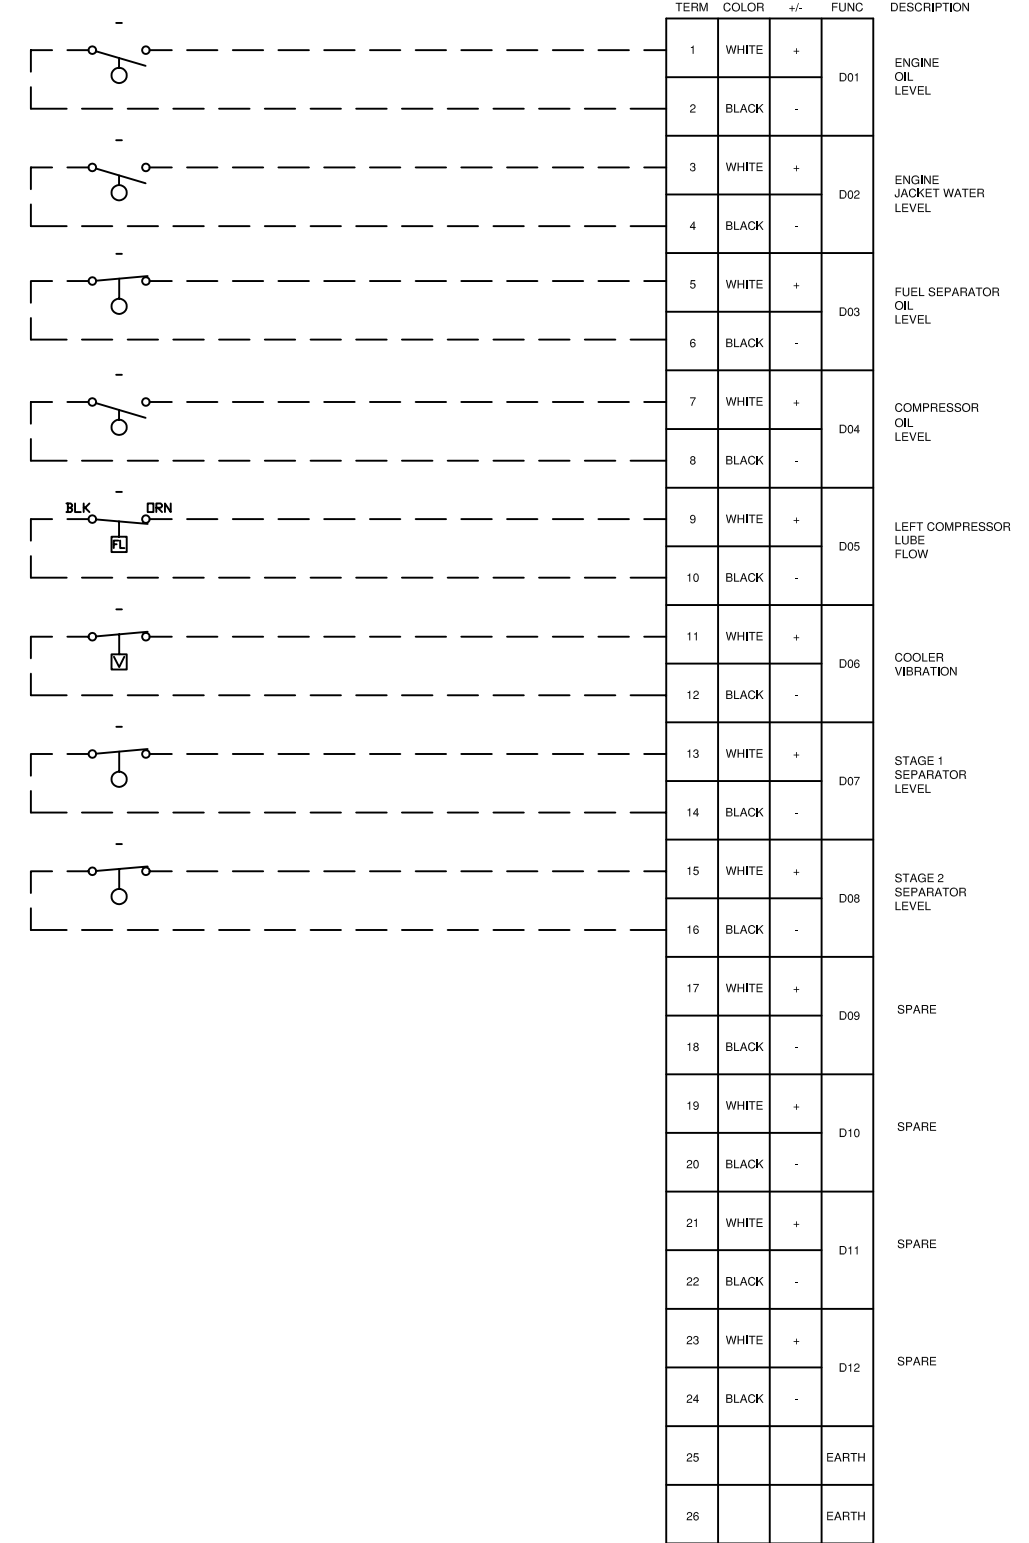 TERM COLOR +/- FUNC DESCRIPTION
-
1 WHITE +
D01
ENGINE
OIL
LEVEL
2 BLACK -
-
3 WHITE +
D02
ENGINE
JACKET WATER
LEVEL
4 BLACK -
-
5 WHITE +
D03
FUEL SEPARATOR
OIL
LEVEL
6 BLACK -
-
7 WHITE +
D04
COMPRESSOR
OIL
LEVEL
8 BLACK -
-
BLK ORN
FL
9 WHITE +
D05
LEFT COMPRESSOR
LUBE
FLOW
10 BLACK -
-
V
11 WHITE +
D06
COOLER
VIBRATION
12 BLACK -
-
13 WHITE +
D07
STAGE 1
SEPARATOR
LEVEL
14 BLACK -
-
15 WHITE +
D08
STAGE 2
SEPARATOR
LEVEL
16 BLACK -
17 WHITE +
D09
SPARE
18 BLACK -
19 WHITE +
D10
SPARE
20 BLACK -
21 WHITE +
D11
SPARE
22 BLACK -
23 WHITE +
D12
SPARE
24 BLACK -
25 EARTH
26 EARTH